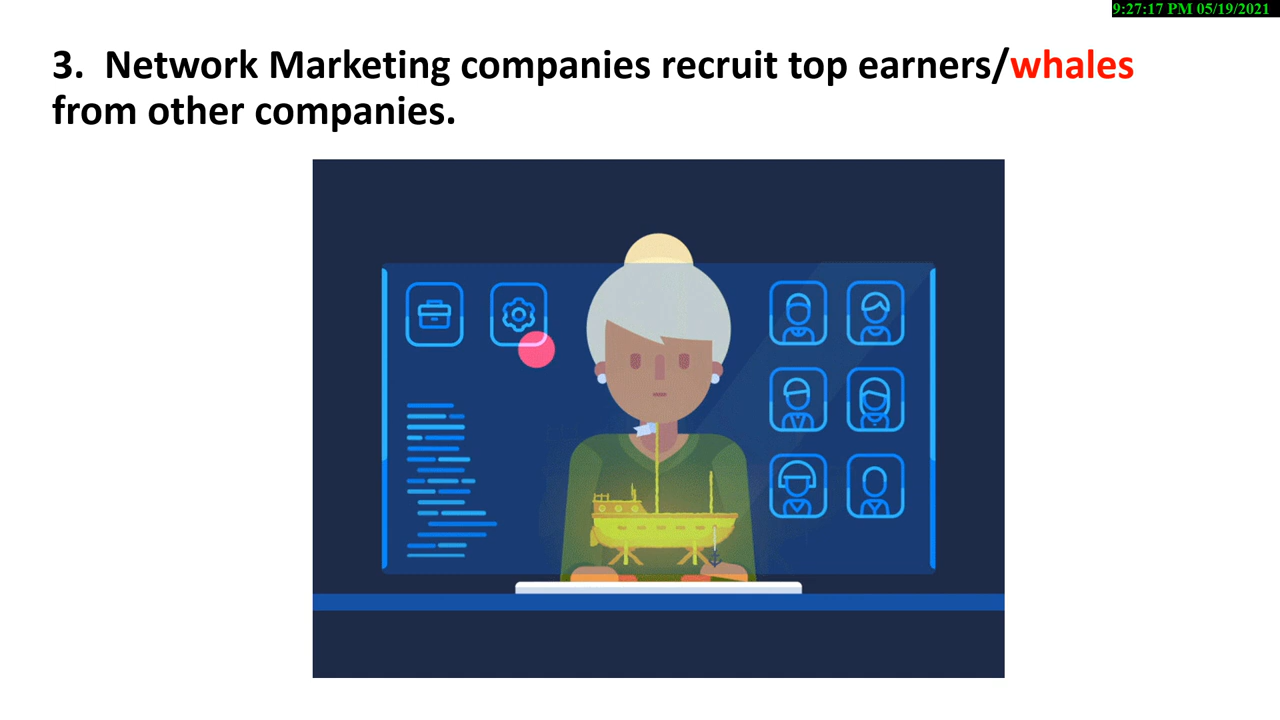 9:27:17 PM 05/19/2021
3. Network Marketing companies recruit top earners/whales
from other companies.